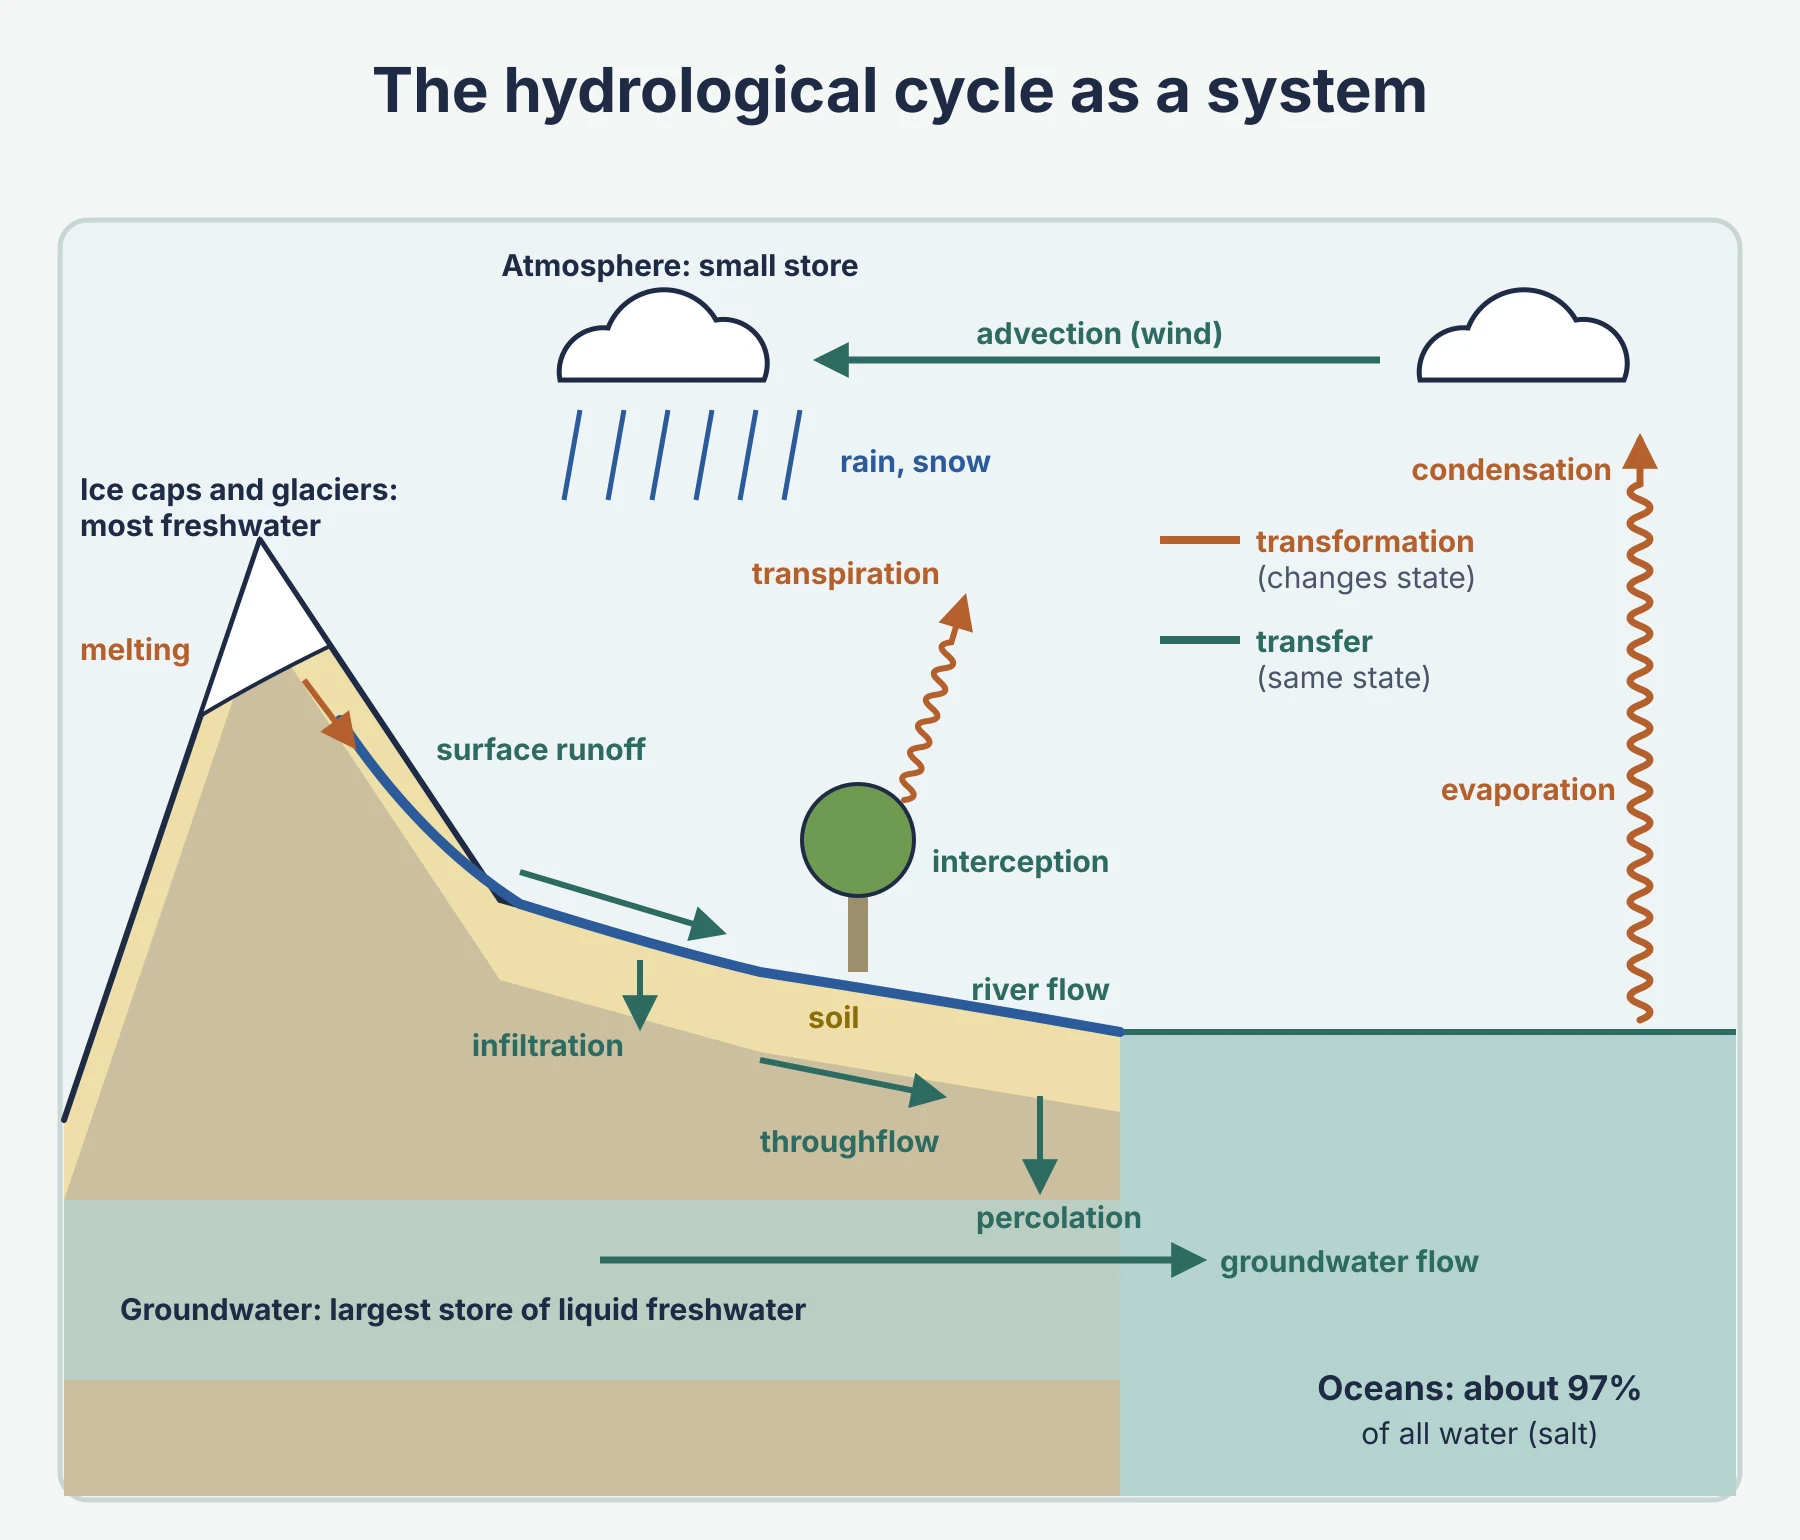 The hydrological cycle as a system
Atmosphere: small store
advection (wind)
rain, snow
condensation
Ice caps and glaciers:
most freshwater
transformation
(changes state)
transpiration
transfer
(same state)
melting
surface runoff
evaporation
interception
river flow
soil
infiltration
throughflow
percolation
groundwater flow
Groundwater: largest store of liquid freshwater
Oceans: about 97%
of all water (salt)